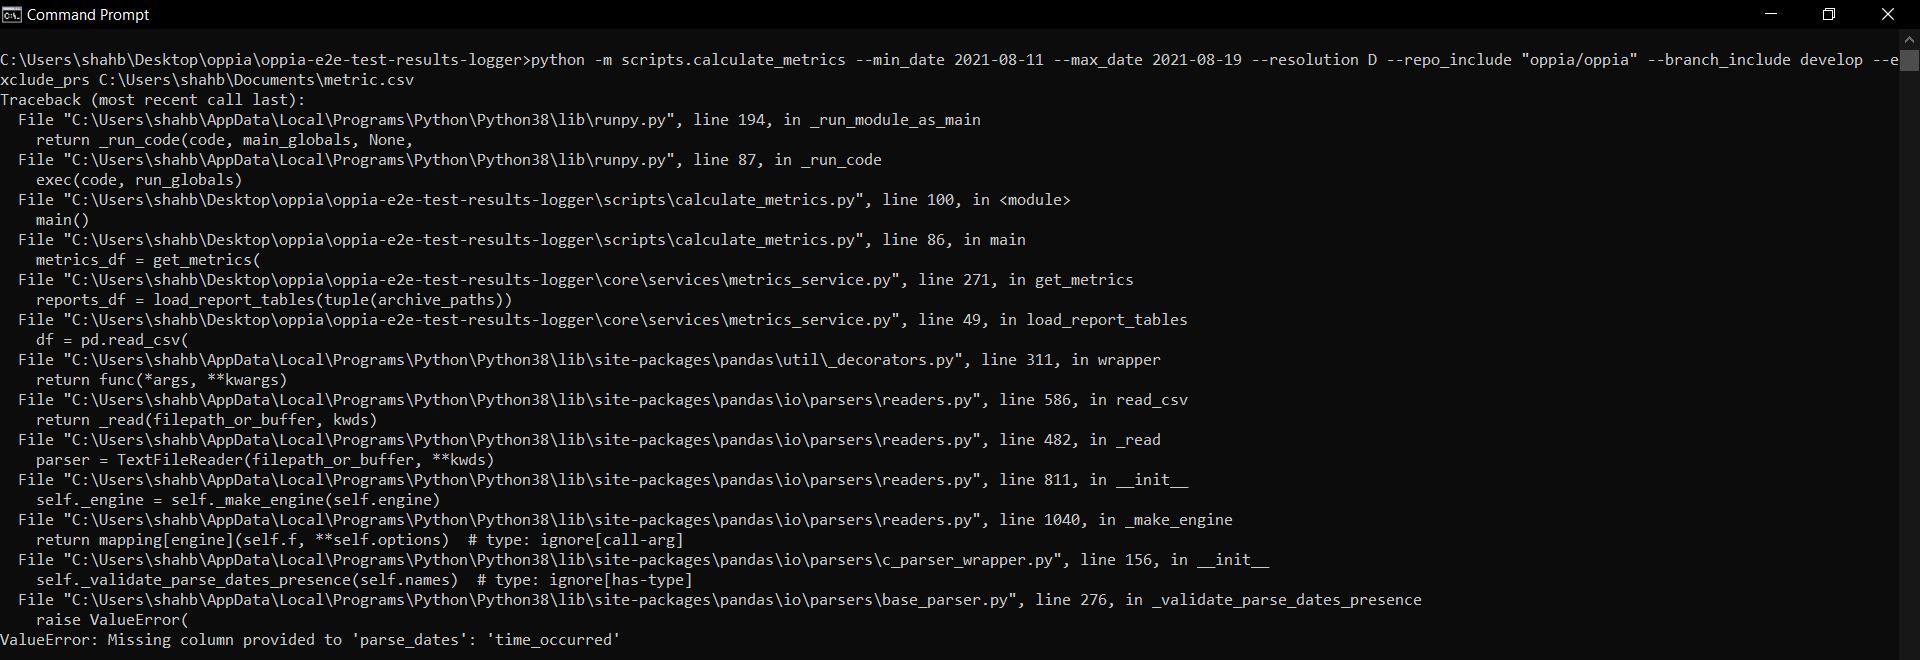 Command Prompt
C:\Users\shahb\Desktop\oppia\oppia-e2e-test-results-logger>python -m scripts.calculate_metrics --min_date 2021-08-11 --max_date 2021-08-19 --resolution D --repo_include "oppia/oppia" --branch_include develop --e
xclude_prs C:\Users\shahb\Documents\metric.csv
Traceback (most recent call last):
  File "C:\Users\shahb\AppData\Local\Programs\Python\Python38\lib\runpy.py", line 194, in _run_module_as_main
    return _run_code(code, main_globals, None,
  File "C:\Users\shahb\AppData\Local\Programs\Python\Python38\lib\runpy.py", line 87, in _run_code
    exec(code, run_globals)
  File "C:\Users\shahb\Desktop\oppia\oppia-e2e-test-results-logger\scripts\calculate_metrics.py", line 100, in <module>
    main()
  File "C:\Users\shahb\Desktop\oppia\oppia-e2e-test-results-logger\scripts\calculate_metrics.py", line 86, in main
    metrics_df = get_metrics(
  File "C:\Users\shahb\Desktop\oppia\oppia-e2e-test-results-logger\core\services\metrics_service.py", line 271, in get_metrics
    reports_df = load_report_tables(tuple(archive_paths))
  File "C:\Users\shahb\Desktop\oppia\oppia-e2e-test-results-logger\core\services\metrics_service.py", line 49, in load_report_tables
    df = pd.read_csv(
  File "C:\Users\shahb\AppData\Local\Programs\Python\Python38\lib\site-packages\pandas\util\_decorators.py", line 311, in wrapper
    return func(*args, **kwargs)
  File "C:\Users\shahb\AppData\Local\Programs\Python\Python38\lib\site-packages\pandas\io\parsers\readers.py", line 586, in read_csv
    return _read(filepath_or_buffer, kwds)
  File "C:\Users\shahb\AppData\Local\Programs\Python\Python38\lib\site-packages\pandas\io\parsers\readers.py", line 482, in _read
    parser = TextFileReader(filepath_or_buffer, **kwds)
  File "C:\Users\shahb\AppData\Local\Programs\Python\Python38\lib\site-packages\pandas\io\parsers\readers.py", line 811, in __init__
    self._engine = self._make_engine(self.engine)
  File "C:\Users\shahb\AppData\Local\Programs\Python\Python38\lib\site-packages\pandas\io\parsers\readers.py", line 1040, in _make_engine
    return mapping[engine](self.f, **self.options)  # type: ignore[call-arg]
  File "C:\Users\shahb\AppData\Local\Programs\Python\Python38\lib\site-packages\pandas\io\parsers\c_parser_wrapper.py", line 156, in __init__
    self._validate_parse_dates_presence(self.names)  # type: ignore[has-type]
  File "C:\Users\shahb\AppData\Local\Programs\Python\Python38\lib\site-packages\pandas\io\parsers\base_parser.py", line 276, in _validate_parse_dates_presence
    raise ValueError(
ValueError: Missing column provided to 'parse_dates': 'time_occurred'